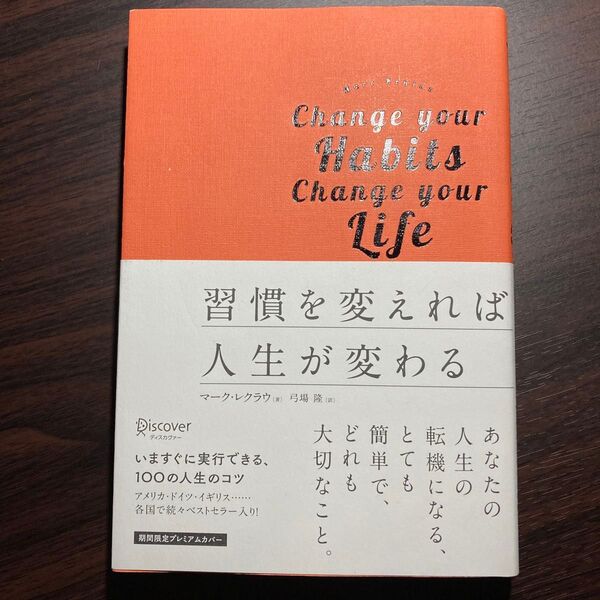 Marc Reklau
Change your
Habits
Change your
Life
習慣を変えれば
人生が変わる
マーク・レクラウ[著] 弓場 隆[訳]
あなたの
人生の
転機になる、
とても
簡単で、
どれも
大切なこと。
Discover
ディスカヴァー
いますぐに実行できる、
100の人生のコツ
アメリカ・ドイツ・イギリス……
各国で続々ベストセラー入り!
期間限定プレミアムカバー